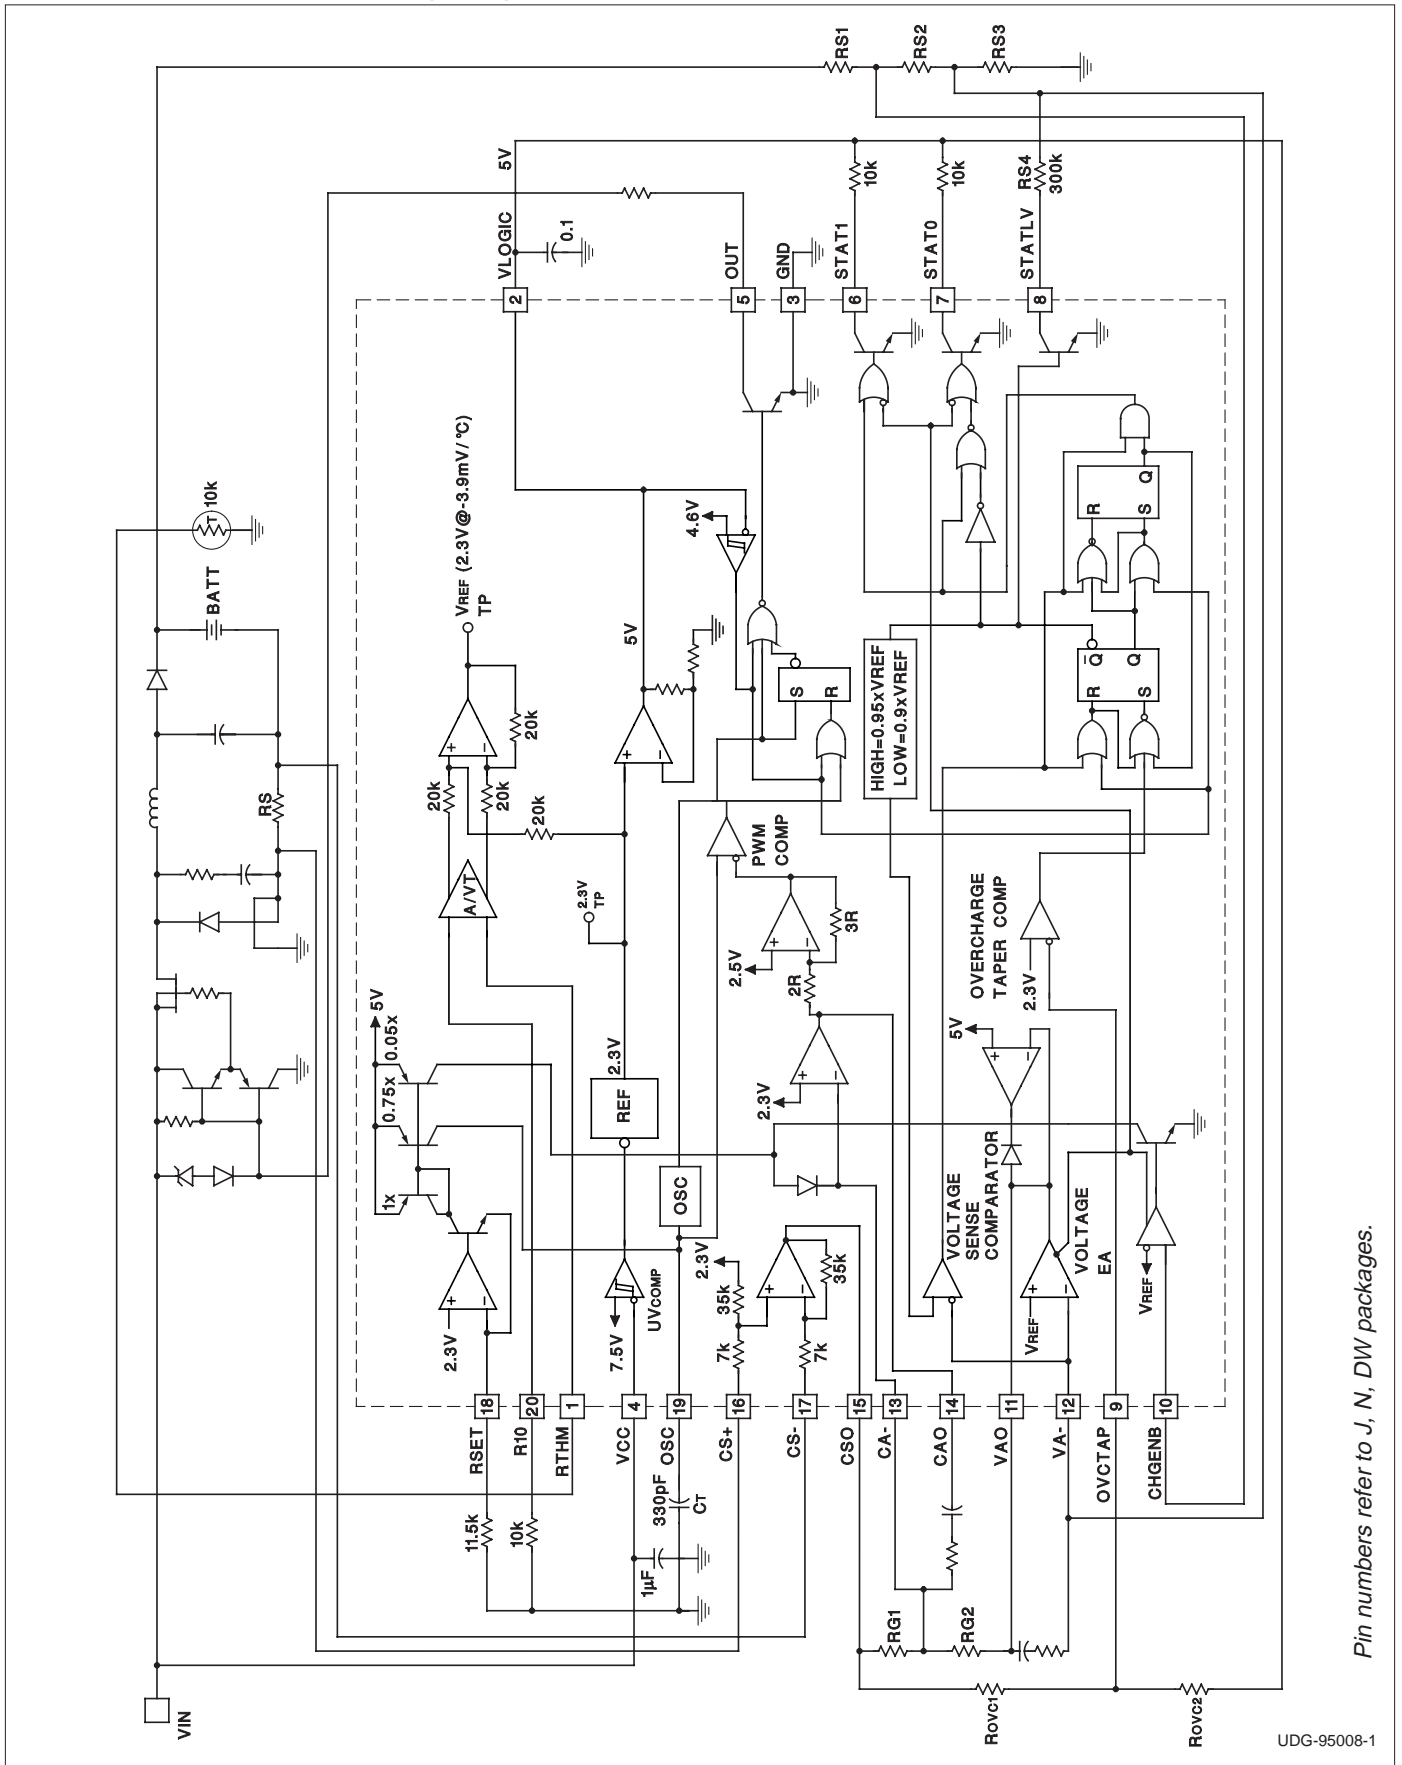 RS1
RS2
RS3
5V
10k
10k
RS4
300k
VLOGIC
0.1
OUT
GND
STAT1
STAT0
STATLV
2
5
3
6
7
8
T
10k
BATT
VREF (2.3V@-3.9mV/°C)
TP
4.6V
5V
R
Q
S
S
R
HIGH=0.95xVREF
LOW=0.9xVREF
R
Q
Q
S
+
–
20k
20k
20k
20k
+
–
RS
A/VT
2.3V
TP
PWM
COMP
3R
+
–
2.5V
2R
OVERCHARGE
TAPER COMP
2.3V
5V
0.05x
0.75x
1x
2.3V
REF
2.3V
+
–
5V
+
–
OSC
VOLTAGE
SENSE
COMPARATOR
VOLTAGE
EA
+
–
2.3V
7.5V
UVCOMP
2.3V
35k
7k
+
–
35k
7k
+
–
VREF
VREF
18
20
1
4
19
16
17
15
13
14
11
12
9
10
RSET
R10
RTHM
VCC
OSC
CS+
CS-
CSO
CA-
CAO
VAO
VA-
OVCTAP
CHGENB
11.5k
10k
330pF
CT
1µF
RG1
RG2
ROVC1
ROVC2
VIN
Pin numbers refer to J, N, DW packages.
UDG-95008-1